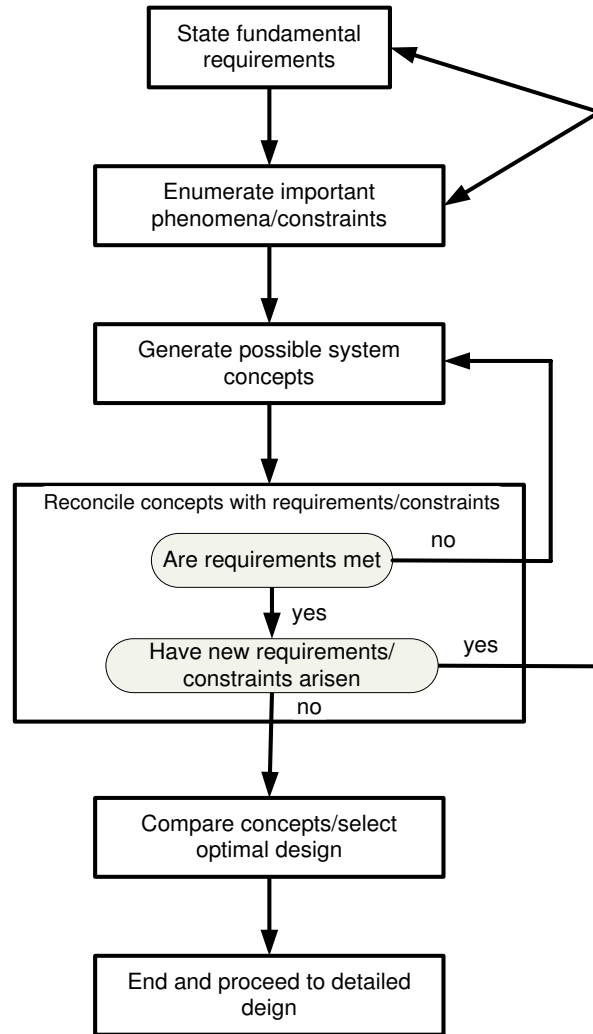 State fundamental
requirements
Enumerate important
phenomena/constraints
Generate possible system
concepts
Reconcile concepts with requirements/constraints
no
Are requirements met
yes
Have new requirements/
constraints arisen
yes
no
Compare concepts/select
optimal design
End and proceed to detailed
deign